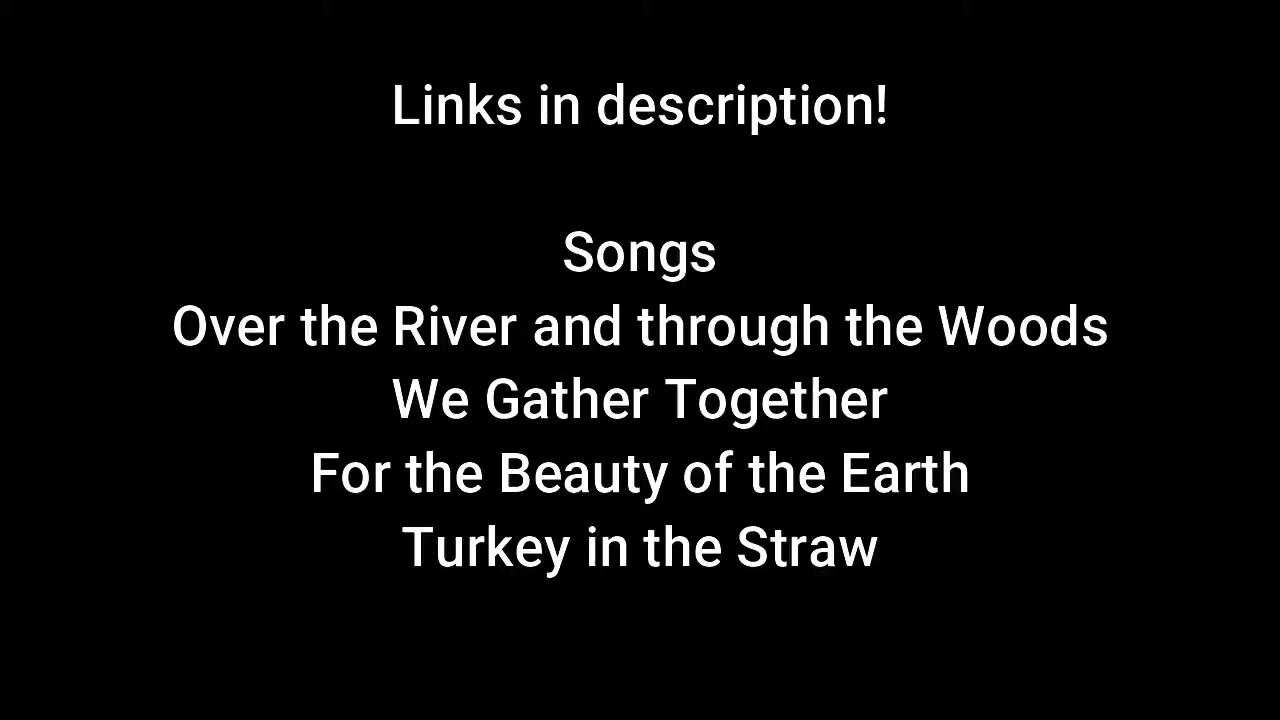 Links in description!
Songs
Over the River and through the Woods
We Gather Together
For the Beauty of the Earth
Turkey in the Straw